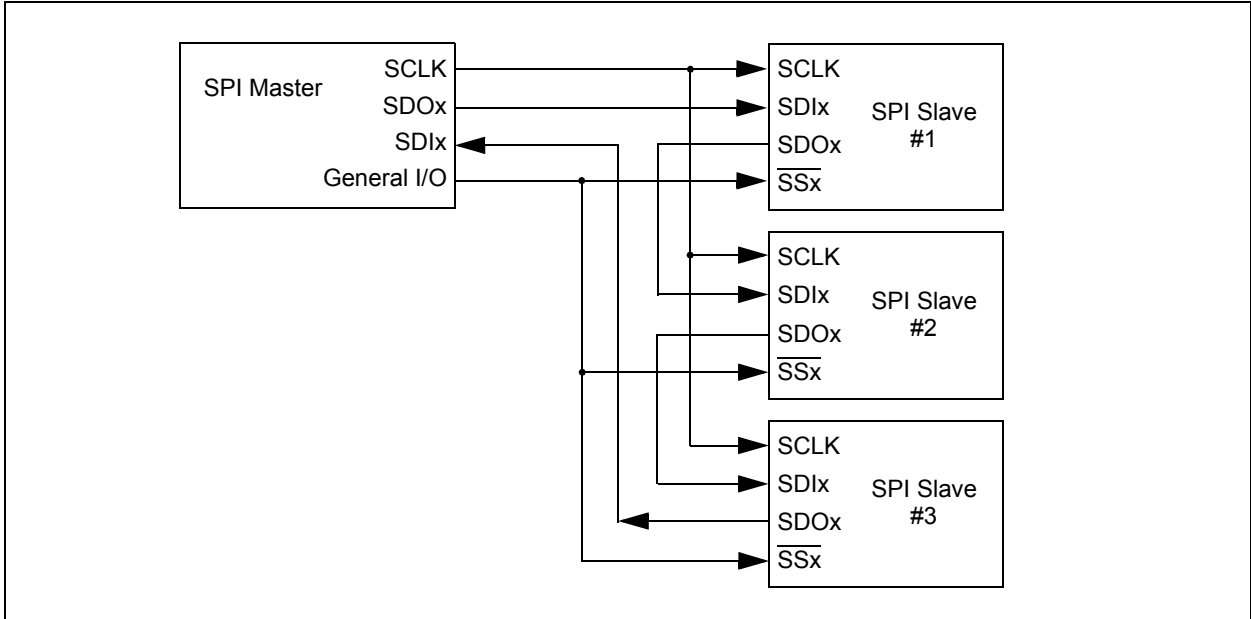 SPI Master
SCLK
SDOx
SDIx
General I/O
SCLK
SDIx
SDOx
SSx
SPI Slave
#1
SCLK
SDIx
SDOx
SSx
SPI Slave
#2
SCLK
SDIx
SDOx
SSx
SPI Slave
#3